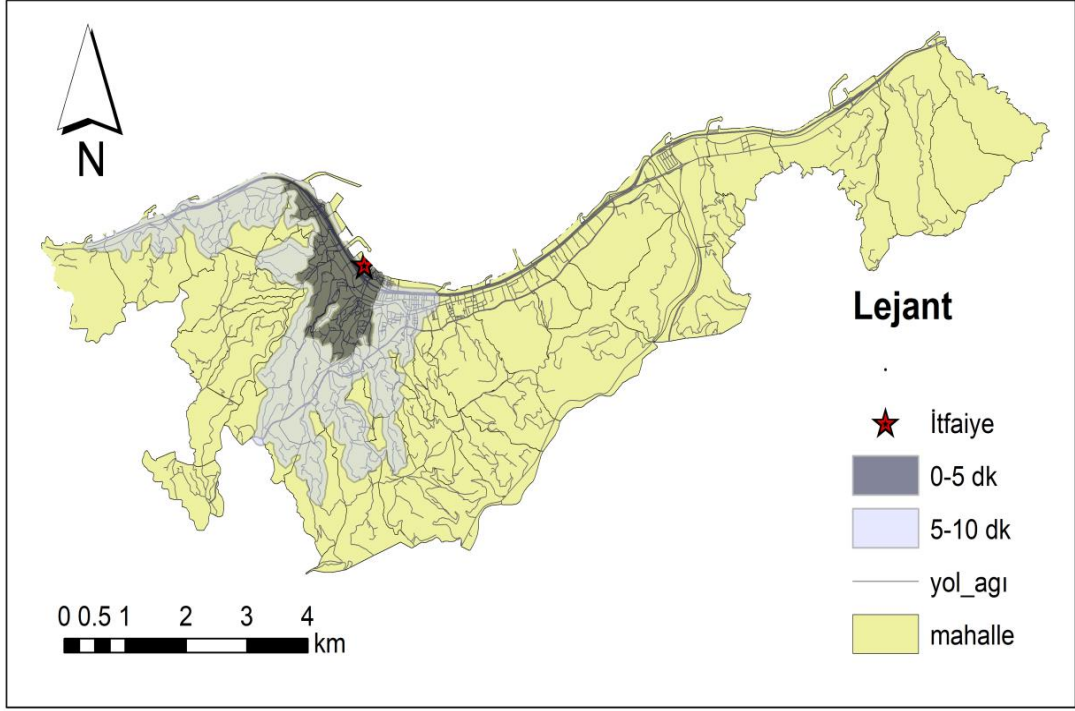 N
Lejant
İtfaiye
0-5 dk
5-10 dk
yol_agı
mahalle
0 0.5 1 2 3 4
km